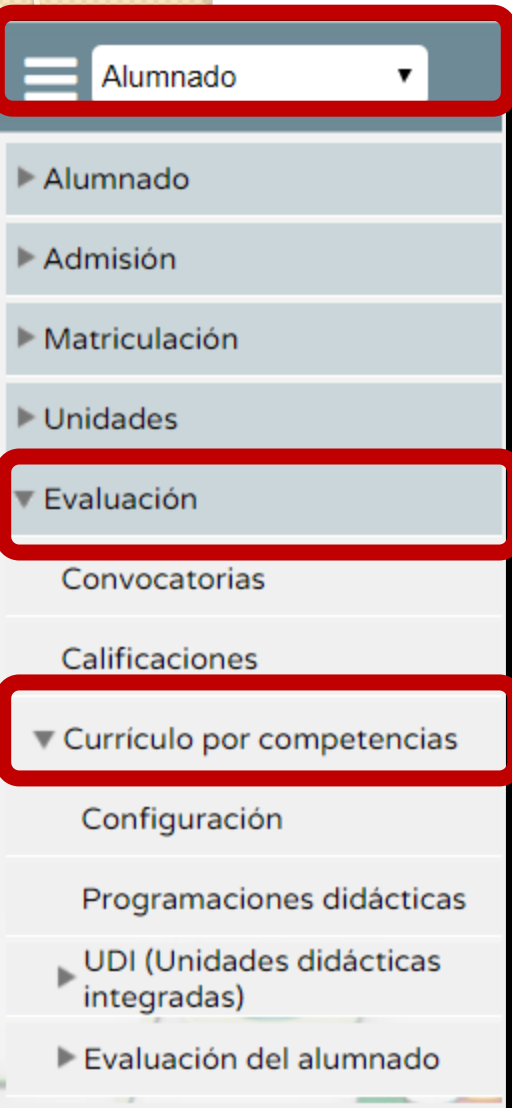 Alumnado
Alumnado
Admisión
Matriculación
Unidades
Evaluación
Convocatorias
Calificaciones
Currículo por competencias
Configuración
Programaciones didácticas
UDI (Unidades didácticas
integradas)
Evaluación del alumnado